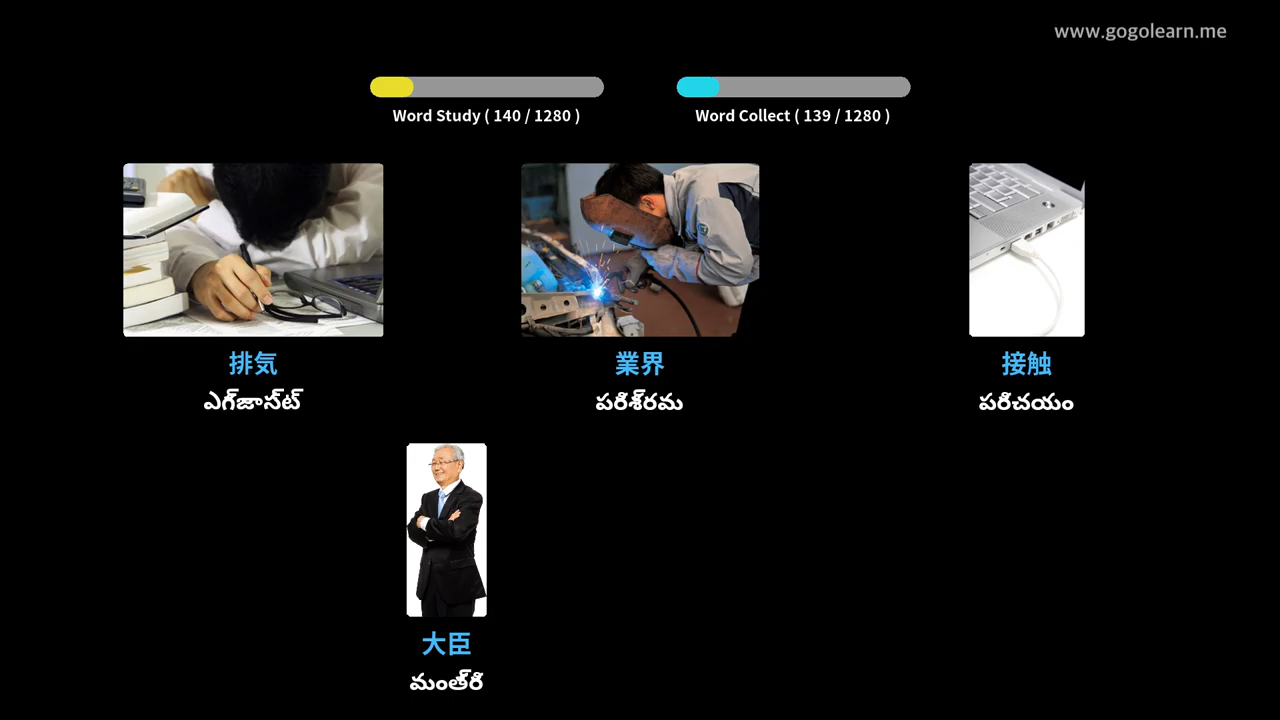 www.gogolearn.me
Word Study ( 140 / 1280 )
Word Collect ( 139 / 1280 )
排気
ఎగ్‌జాస్‌ట్
業界
పరిశ్‌రమ
接触
పరిచయం
大臣
మంత్‌రి